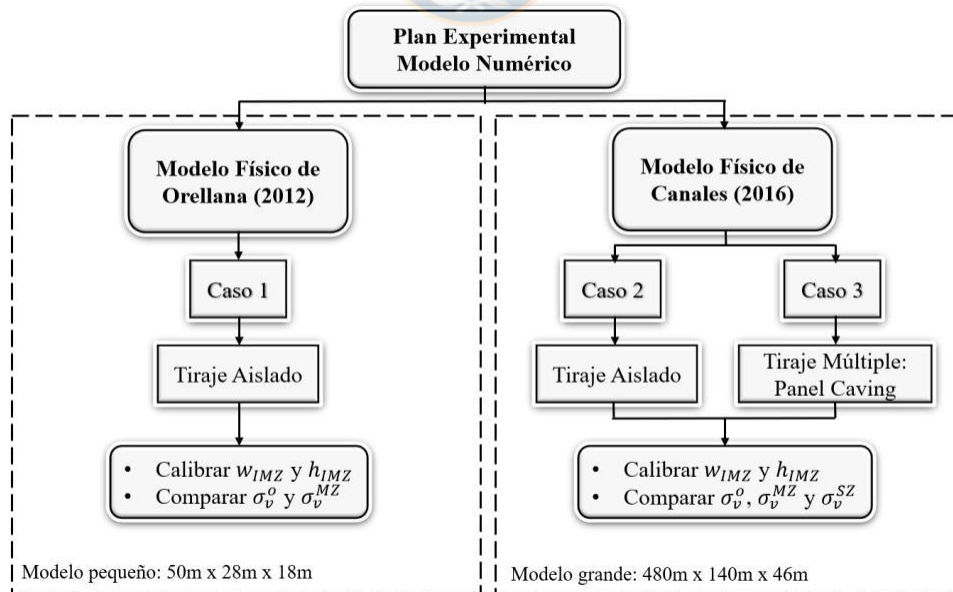 Plan Experimental
Modelo Numérico
Modelo Físico de
Orellana (2012)
Caso 1
Tiraje Aislado
• Calibrar w_IMZ y h_IMZ
• Comparar σ_v^o y σ_v^MZ
Modelo pequeño: 50m x 28m x 18m
Modelo Físico de
Canales (2016)
Caso 2
Caso 3
Tiraje Aislado
Tiraje Múltiple:
Panel Caving
• Calibrar w_IMZ y h_IMZ
• Comparar σ_v^o, σ_v^MZ y σ_v^SZ
Modelo grande: 480m x 140m x 46m